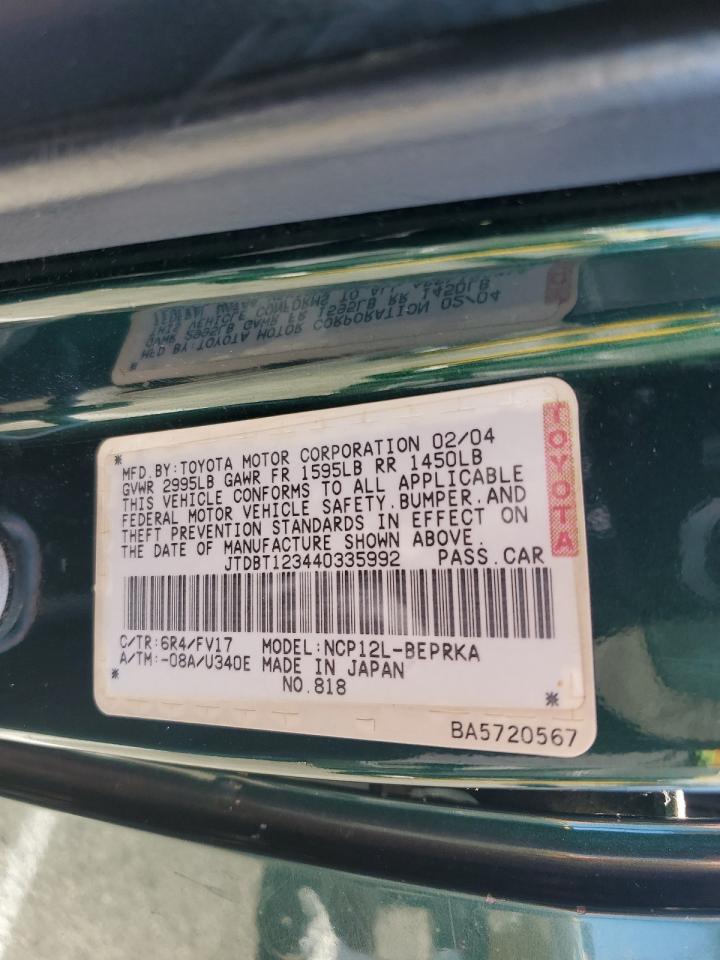 MFD.BY:TOYOTA MOTOR CORPORATION 02/04
GVWR 2995LB GAWR FR 1595LB RR 1450LB
THIS VEHICLE CONFORMS TO ALL APPLICABLE
FEDERAL MOTOR VEHICLE SAFETY.BUMPER.AND
THEFT PREVENTION STANDARDS IN EFFECT ON
THE DATE OF MANUFACTURE SHOWN ABOVE.
JTDBT123440335992 PASS.CAR
TOYOTA
C/TR:6R4/FV17 MODEL:NCP12L-BEPRKA
A/TM:-08A/U340E MADE IN JAPAN
NO.818
BA5720567